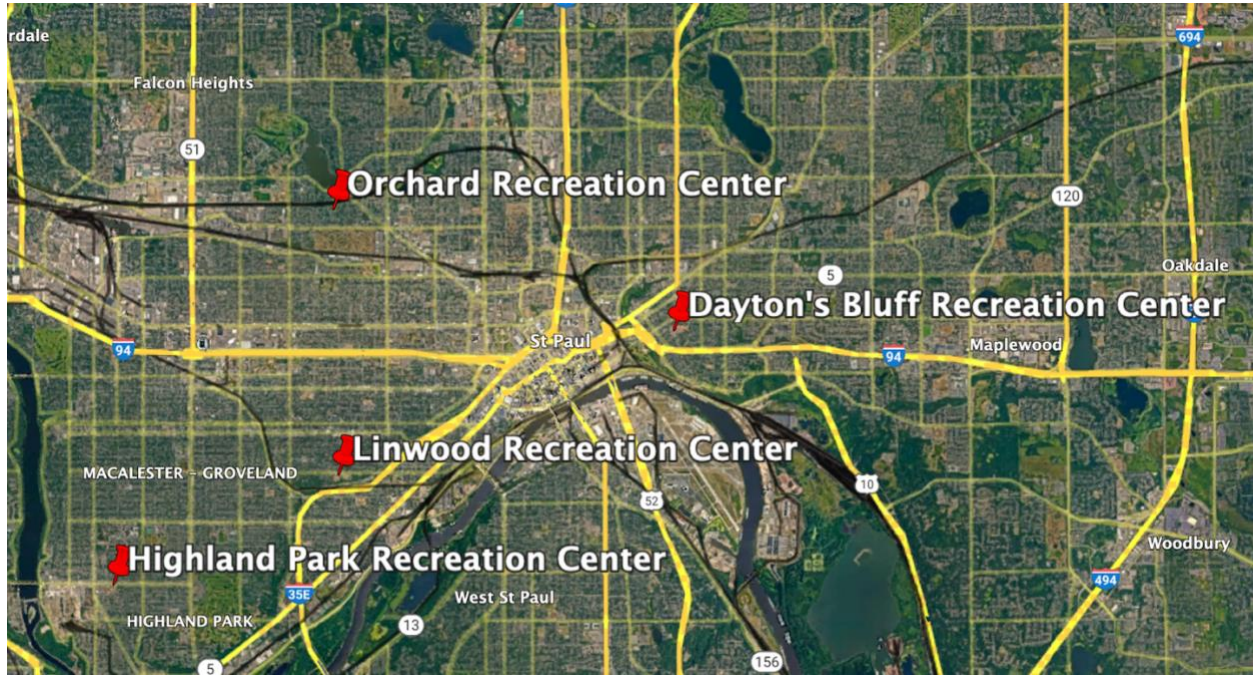 rdale
694
Falcon Heights
51
Orchard Recreation Center
120
Oakdale
5
Dayton's Bluff Recreation Center
St Paul
Maplewood
94
94
Linwood Recreation Center
MACALESTER - GROVELAND
10
52
Woodbury
Highland Park Recreation Center
494
35E
West St Paul
HIGHLAND PARK
13
156
5